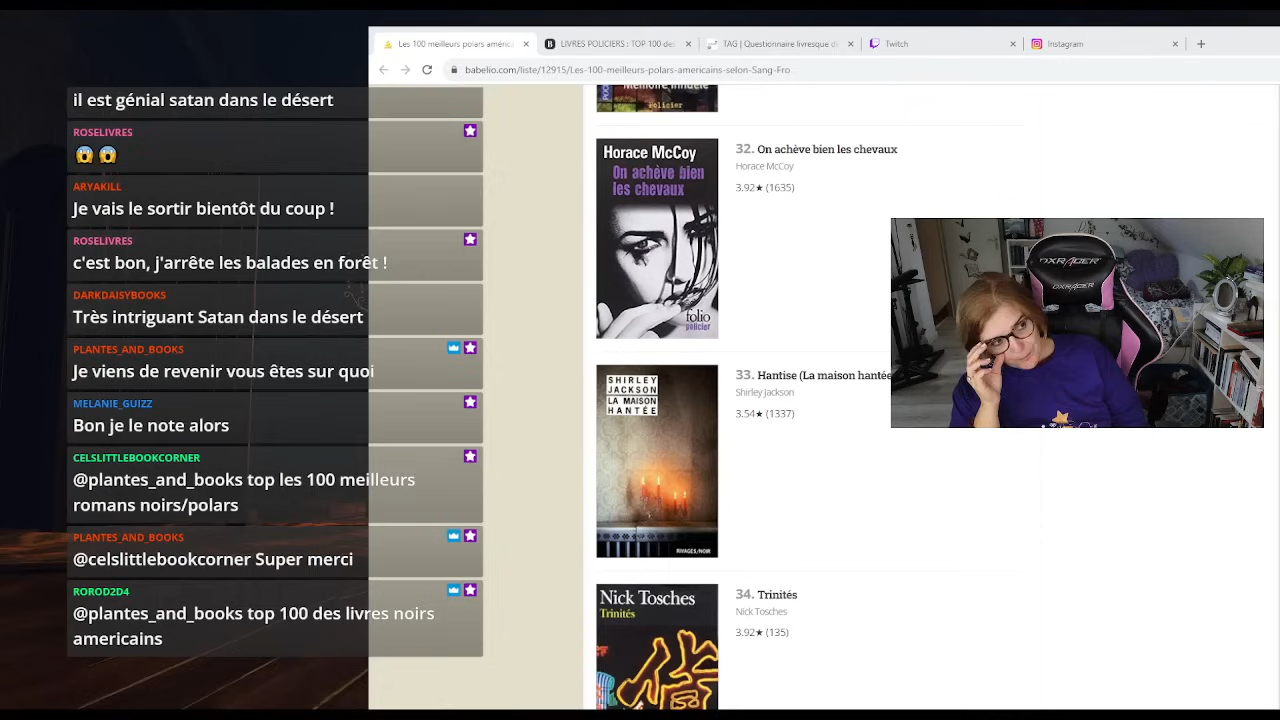 Les 100 meilleurs polars améric
LIVRES POLICIERS : TOP 100 des
TAG | Questionnaire livresque d
Twitch
Instagram
babelio.com/liste/12915/Les-100-meilleurs-polars-americains-selon-Sang-Fro
il est génial satan dans le désert
ROSELIVRES
😱 😱
ARYAKILL
Je vais le sortir bientôt du coup !
ROSELIVRES
c'est bon, j'arrête les balades en forêt !
DARKDAISYBOOKS
Très intriguant Satan dans le désert
PLANTES_AND_BOOKS
Je viens de revenir vous êtes sur quoi
MELANIE_GUIZZ
Bon je le note alors
CELSLITTLEBOOKCORNER
@plantes_and_books top les 100 meilleurs
romans noirs/polars
PLANTES_AND_BOOKS
@celslittlebookcorner Super merci
ROROD2D4
@plantes_and_books top 100 des livres noirs
americains
Mémoire infidèle
Policier
Horace McCoy
On achève bien
les chevaux
folio
policier
32. On achève bien les chevaux
Horace McCoy
3.92★ (1635)
SHIRLEY
JACKSON
LA MAISON
HANTÉE
RIVAGES/NOIR
33. Hantise (La maison hantée
Shirley Jackson
3.54★ (1337)
Nick Tosches
Trinités
34. Trinités
Nick Tosches
3.92★ (135)
DXRACER
DXRACER